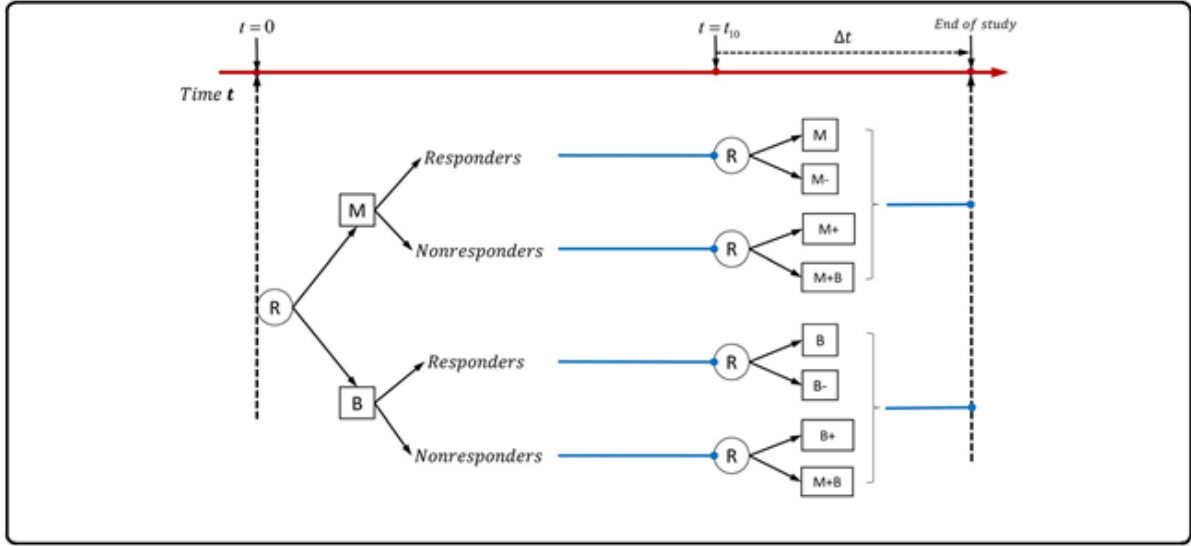 t = 0
t = t₁₀
End of study
Δt
Time t
M
Responders
R
M-
M
M+
Nonresponders
R
M+B
R
B
Responders
R
B-
B
B+
Nonresponders
R
M+B